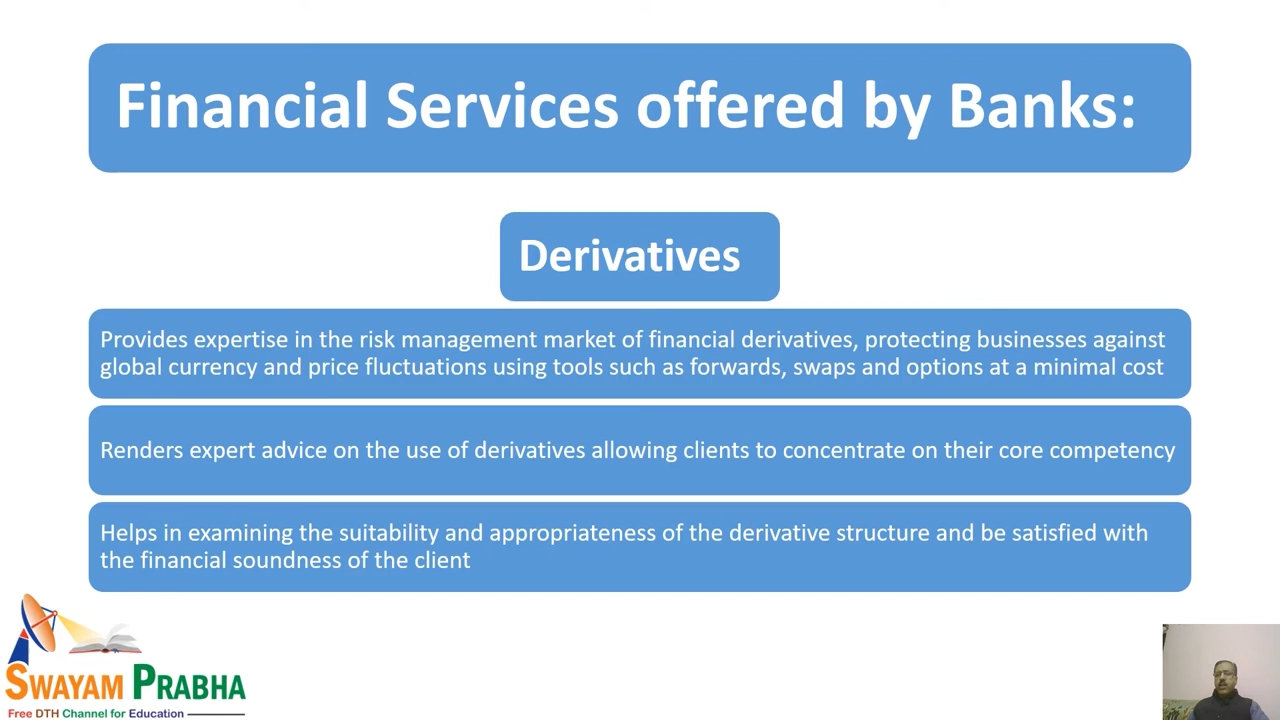 Financial Services offered by Banks:
Derivatives
Provides expertise in the risk management market of financial derivatives, protecting businesses against
global currency and price fluctuations using tools such as forwards, swaps and options at a minimal cost
Renders expert advice on the use of derivatives allowing clients to concentrate on their core competency
Helps in examining the suitability and appropriateness of the derivative structure and be satisfied with
the financial soundness of the client
SWAYAM PRABHA
Free DTH Channel for Education